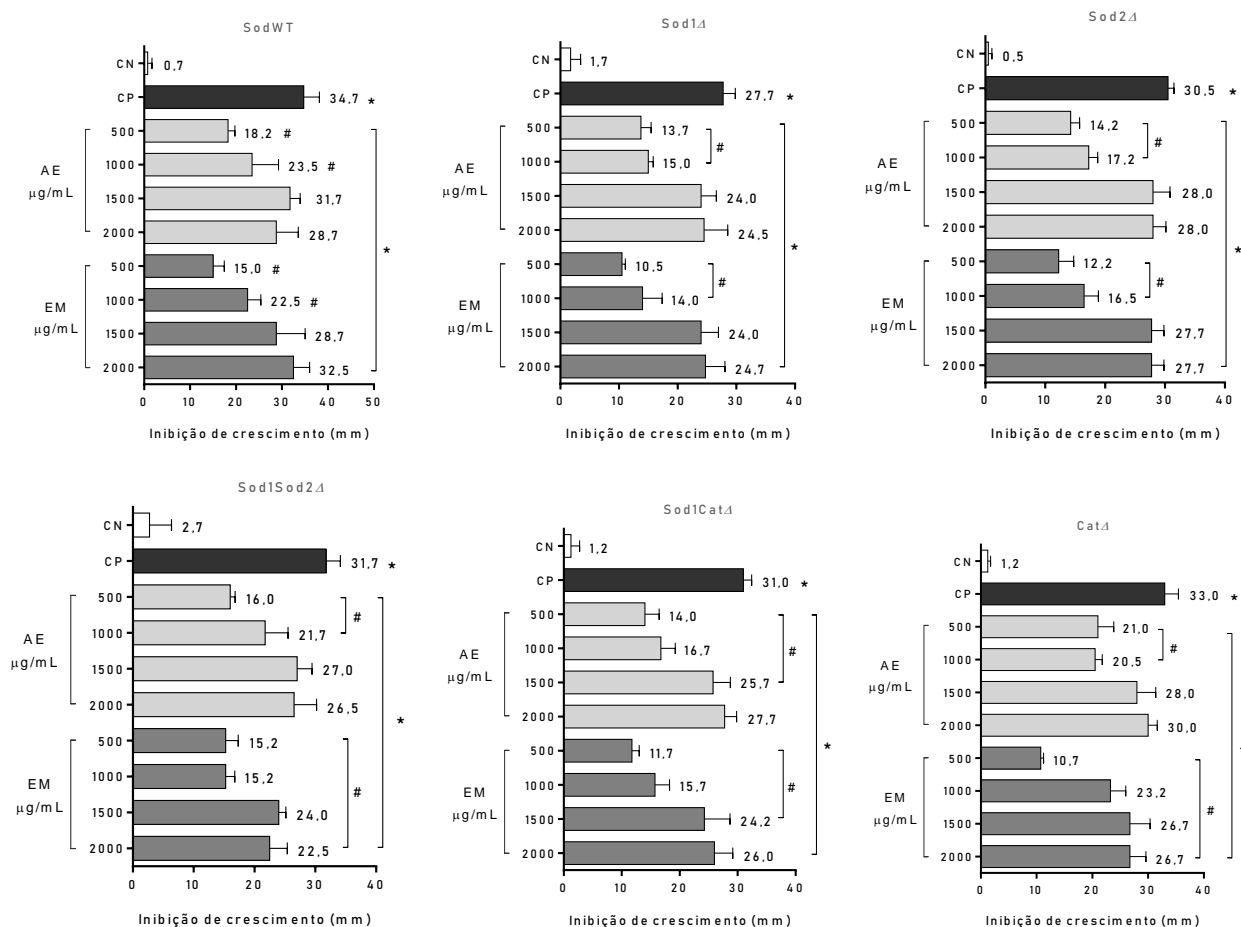 SodWT
CN
0,7
CP
34,7 *
500
18,2 #
AE
μg/mL
1000
23,5 #
1500
31,7
2000
28,7
*
500
15,0 #
EM
μg/mL
1000
22,5 #
1500
28,7
2000
32,5
0 10 20 30 40 50
Inibição de crescimento (mm)
Sod1Δ
CN
1,7
CP
27,7 *
500
13,7
#
AE
μg/mL
1000
15,0
1500
24,0
2000
24,5
*
500
10,5
#
EM
μg/mL
1000
14,0
1500
24,0
2000
24,7
0 10 20 30 40
Inibição de crescimento (mm)
Sod2Δ
CN
0,5
CP
30,5 *
500
14,2
#
AE
μg/mL
1000
17,2
1500
28,0
2000
28,0
*
500
12,2
#
EM
μg/mL
1000
16,5
1500
27,7
2000
27,7
0 10 20 30 40
Inibição de crescimento (mm)
Sod1Sod2Δ
CN
2,7
CP
31,7 *
500
16,0
#
AE
μg/mL
1000
21,7
1500
27,0
2000
26,5
*
500
15,2
EM
μg/mL
1000
15,2
#
1500
24,0
2000
22,5
0 10 20 30 40
Inibição de crescimento (mm)
Sod1CatΔ
CN
1,2
CP
31,0 *
500
14,0
AE
μg/mL
1000
16,7
#
1500
25,7
2000
27,7
*
500
11,7
EM
μg/mL
1000
15,7
#
1500
24,2
2000
26,0
0 10 20 30 40
Inibição de crescimento (mm)
CatΔ
CN
1,2
CP
33,0 *
500
21,0
#
AE
μg/mL
1000
20,5
1500
28,0
2000
30,0
500
10,7
EM
μg/mL
1000
23,2
#
1500
26,7
2000
26,7
0 10 20 30 40
Inibição de crescimento (mm)